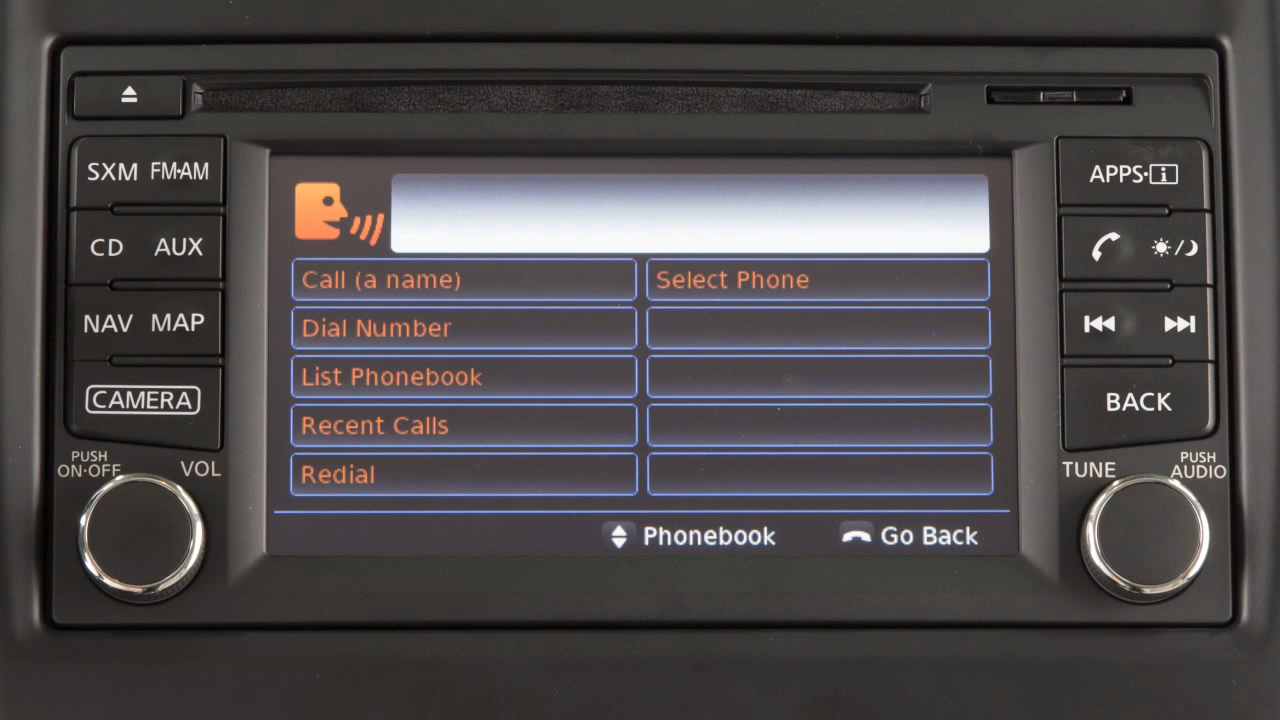 SXM FM·AM
CD AUX
NAV MAP
CAMERA
PUSH
ON·OFF VOL
Call (a name)
Select Phone
Dial Number
List Phonebook
Recent Calls
Redial
Phonebook
Go Back
APPS·i
BACK
TUNE
PUSH
AUDIO